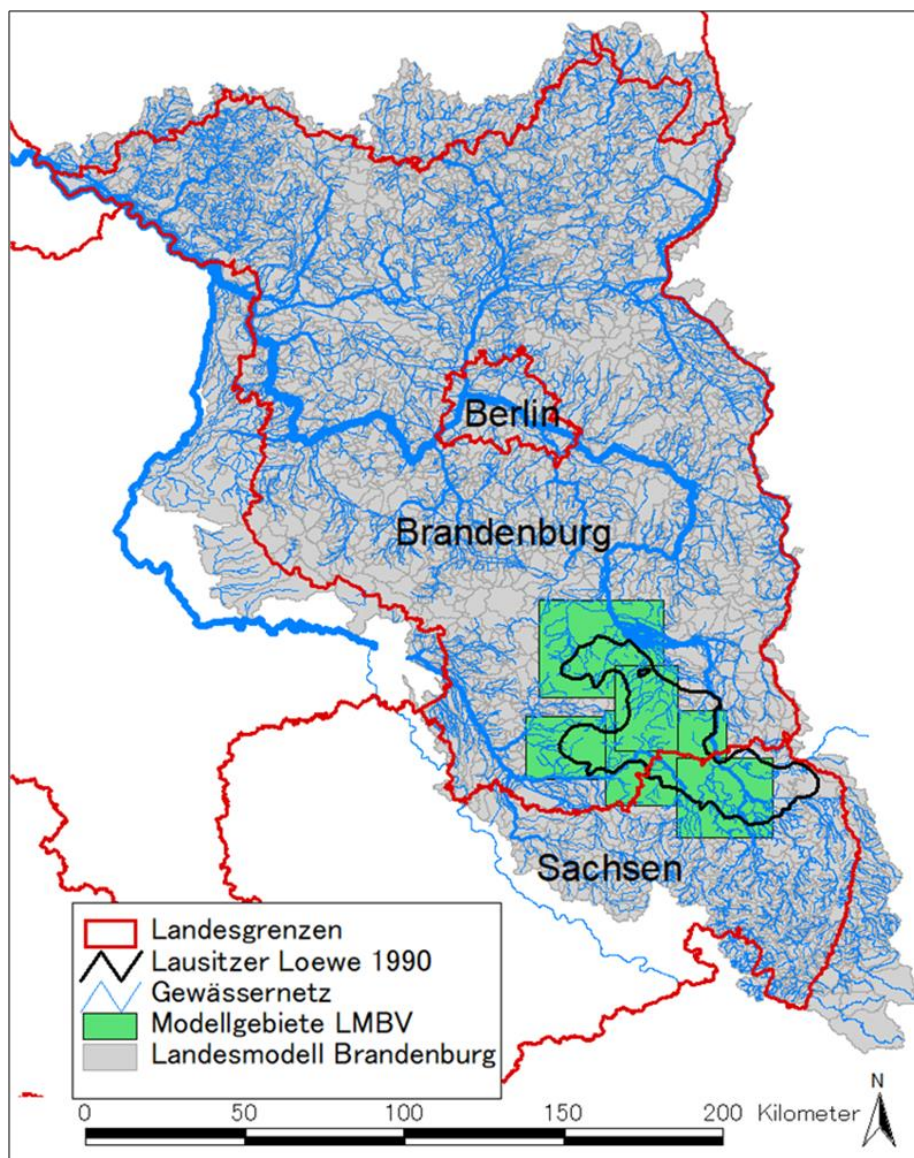 Berlin
Brandenburg
Sachsen
Landesgrenzen
Lausitzer Loewe 1990
Gewässernetz
Modellgebiete LMBV
Landesmodell Brandenburg
N
0 50 100 150 200 Kilometer